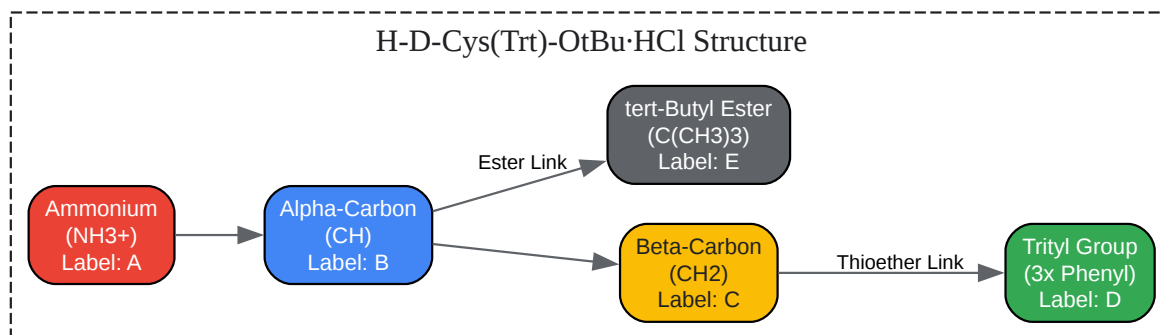 H-D-Cys(Trt)-OtBu·HCl Structure
Ammonium
(NH3+)
Label: A
Alpha-Carbon
(CH)
Label: B
Ester Link
tert-Butyl Ester
(C(CH3)3)
Label: E
Beta-Carbon
(CH2)
Label: C
Thioether Link
Trityl Group
(3x Phenyl)
Label: D